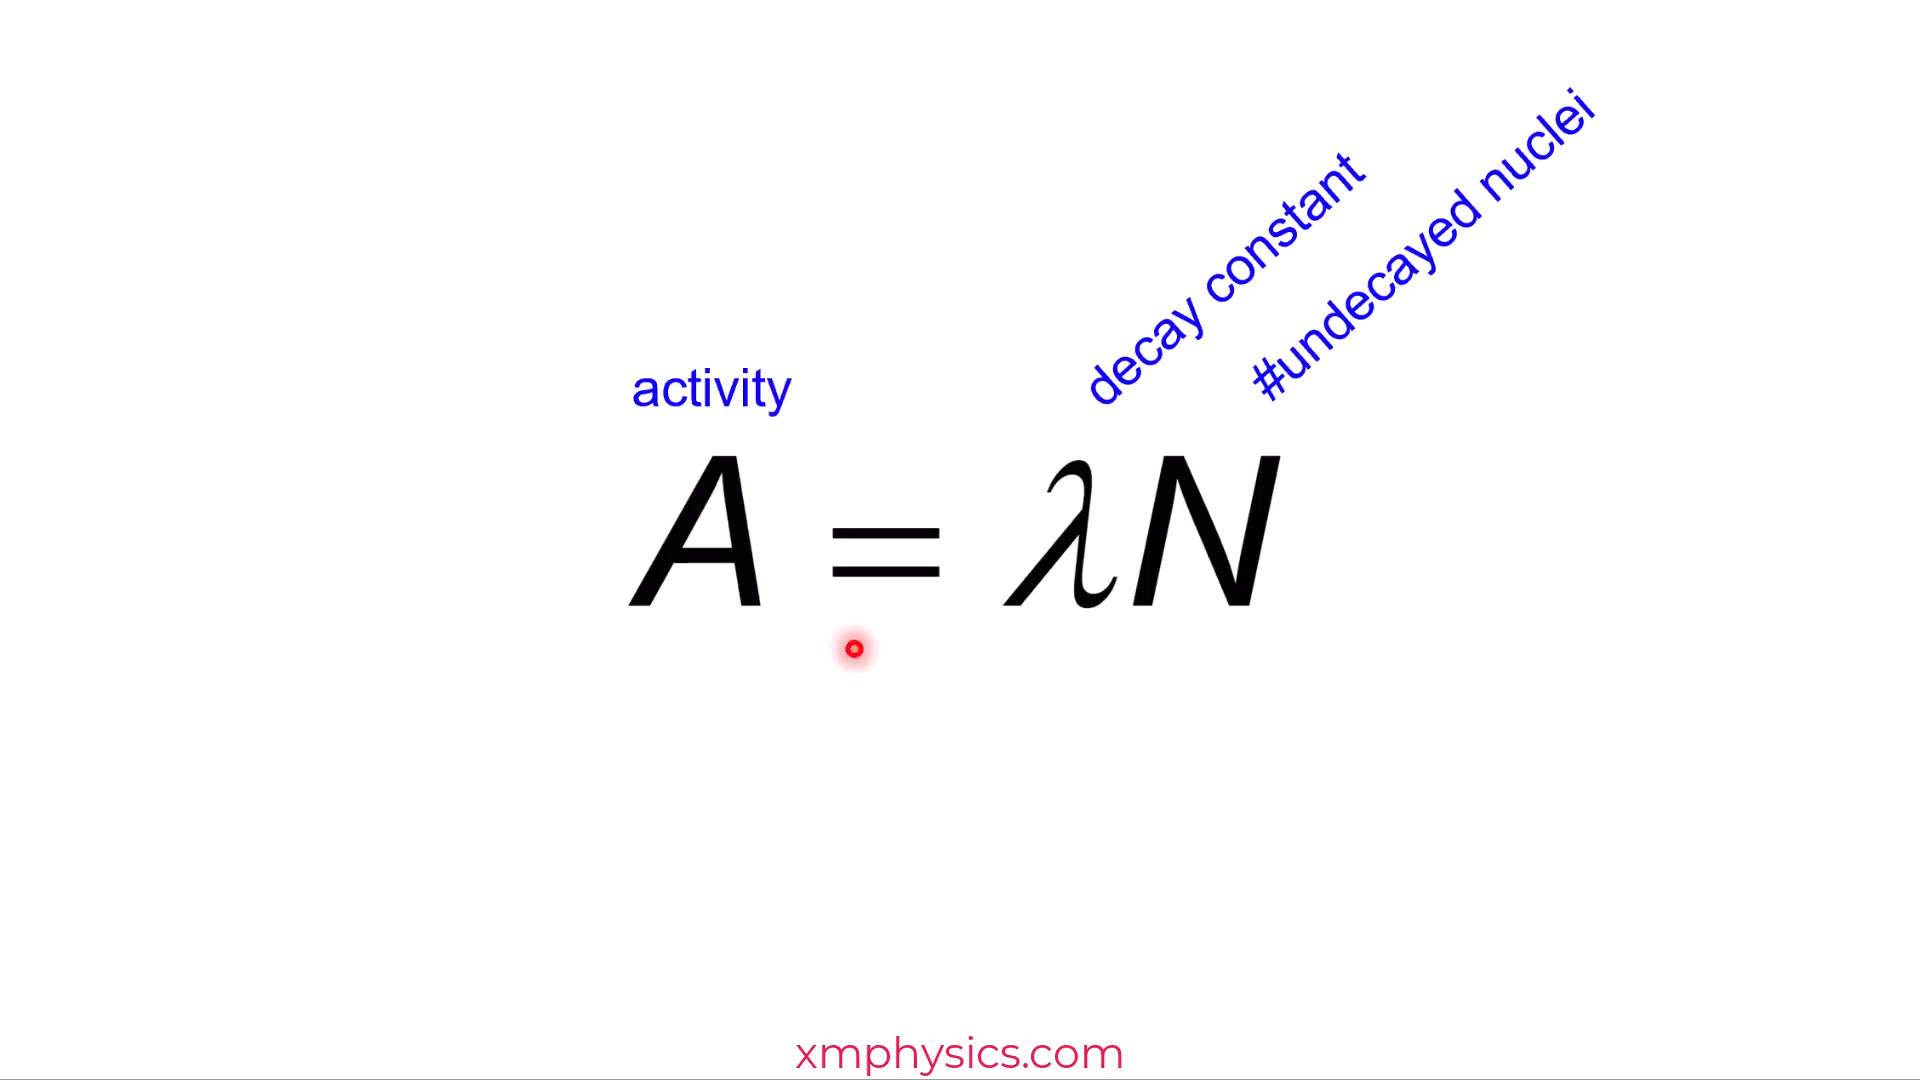 decay constant
#undecayed nuclei
activity
A = λN
xmphysics.com